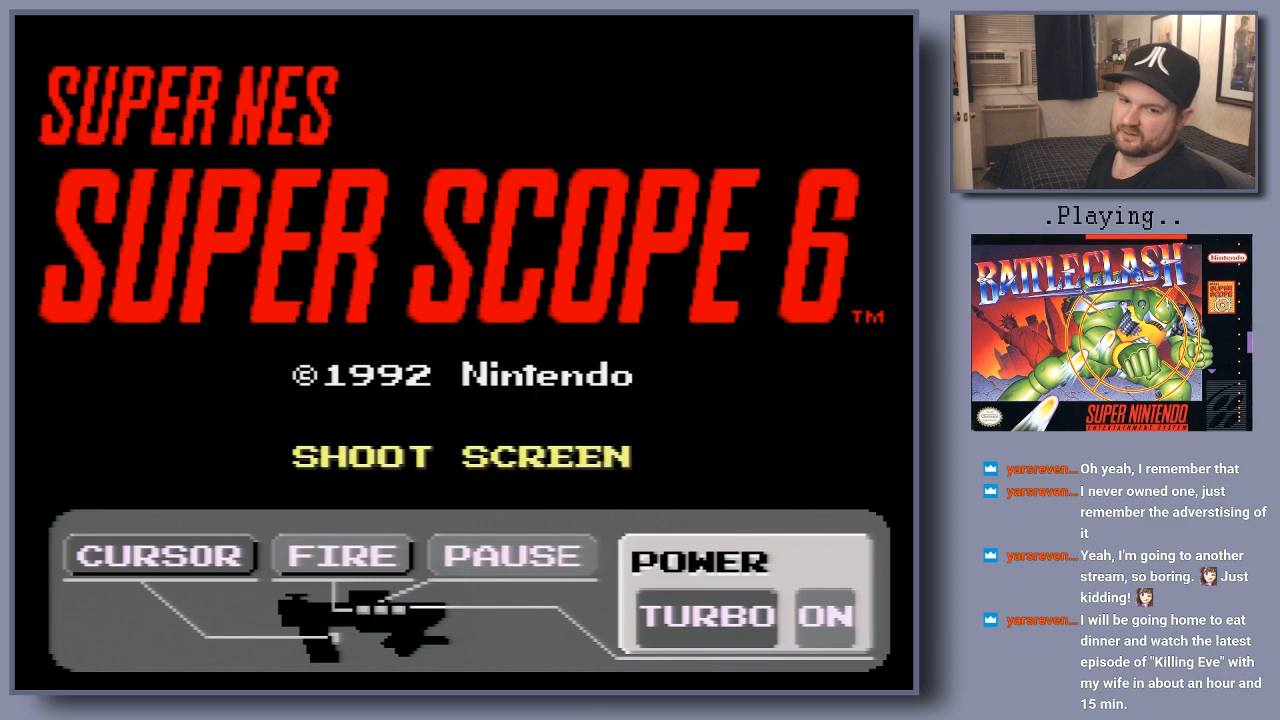 SUPER NES
SUPER SCOPE 6
TM
©1992 Nintendo
SHOOT SCREEN
CURSOR
FIRE
PAUSE
POWER
TURBO
ON
.Playing..
BATTLECLASH
Nintendo
SUPER NINTENDO
ENTERTAINMENT SYSTEM
yarsreven... Oh yeah, I remember that
yarsreven... I never owned one, just
remember the adverstising of
it
yarsreven... Yeah, I'm going to another
stream, so boring. Just
kidding!
yarsreven... I will be going home to eat
dinner and watch the latest
episode of "Killing Eve" with
my wife in about an hour and
15 min.